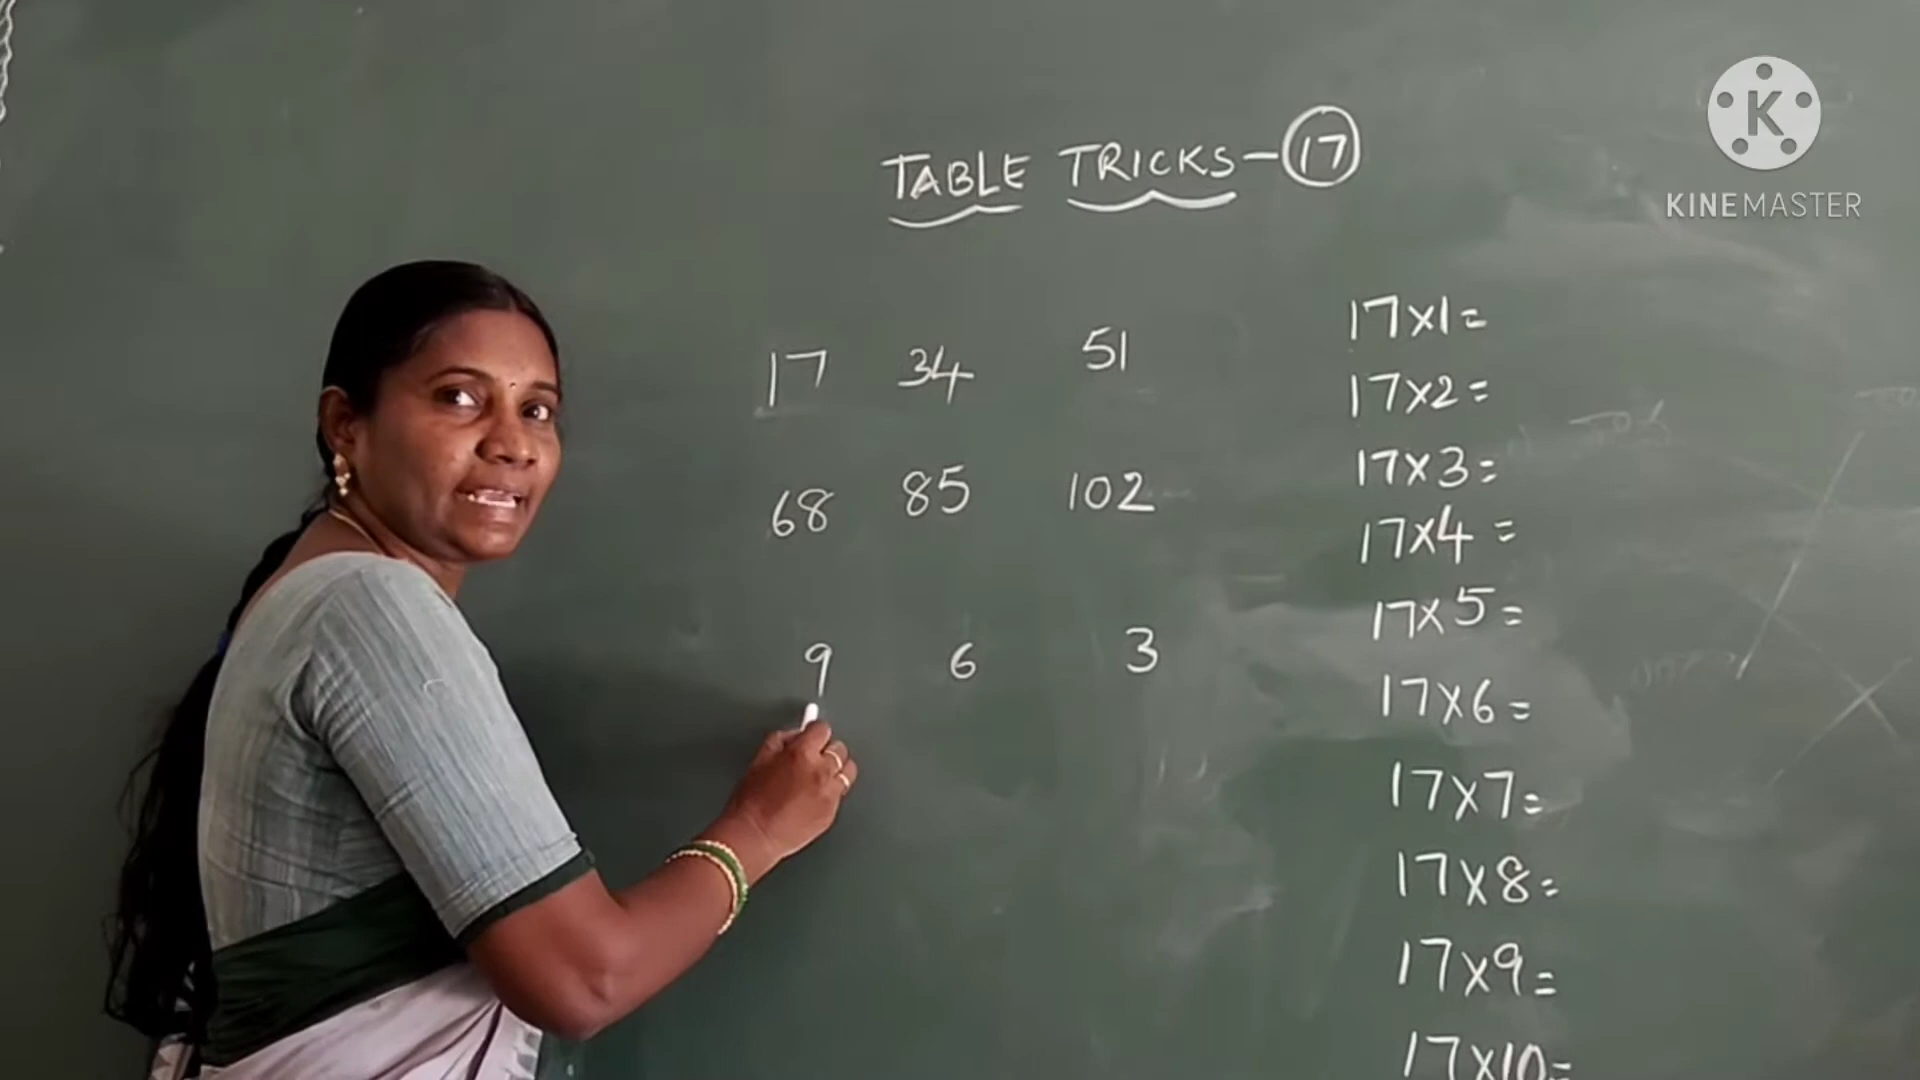 TABLE TRICKS-17
K
KINEMASTER
17 34 51
68 85 102
9 6 3
17x1=
17x2=
17x3=
17x4=
17x5=
17x6=
17x7=
17x8=
17x9=
17x10=